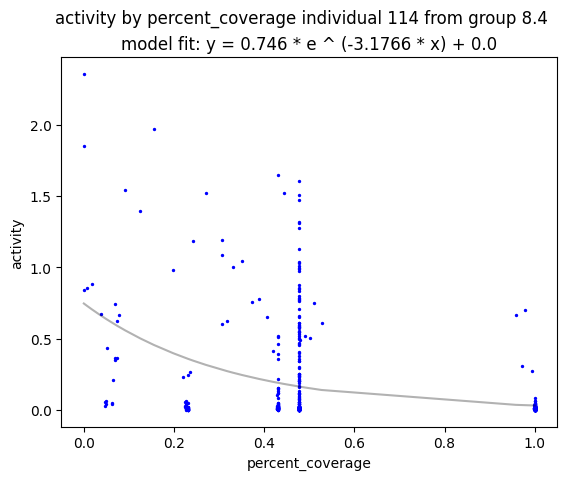 activity by percent_coverage individual 114 from group 8.4
model fit: y = 0.746 * e ^ (-3.1766 * x) + 0.0
activity
2.0
1.5
1.0
0.5
0.0
0.0 0.2 0.4 0.6 0.8 1.0
percent_coverage